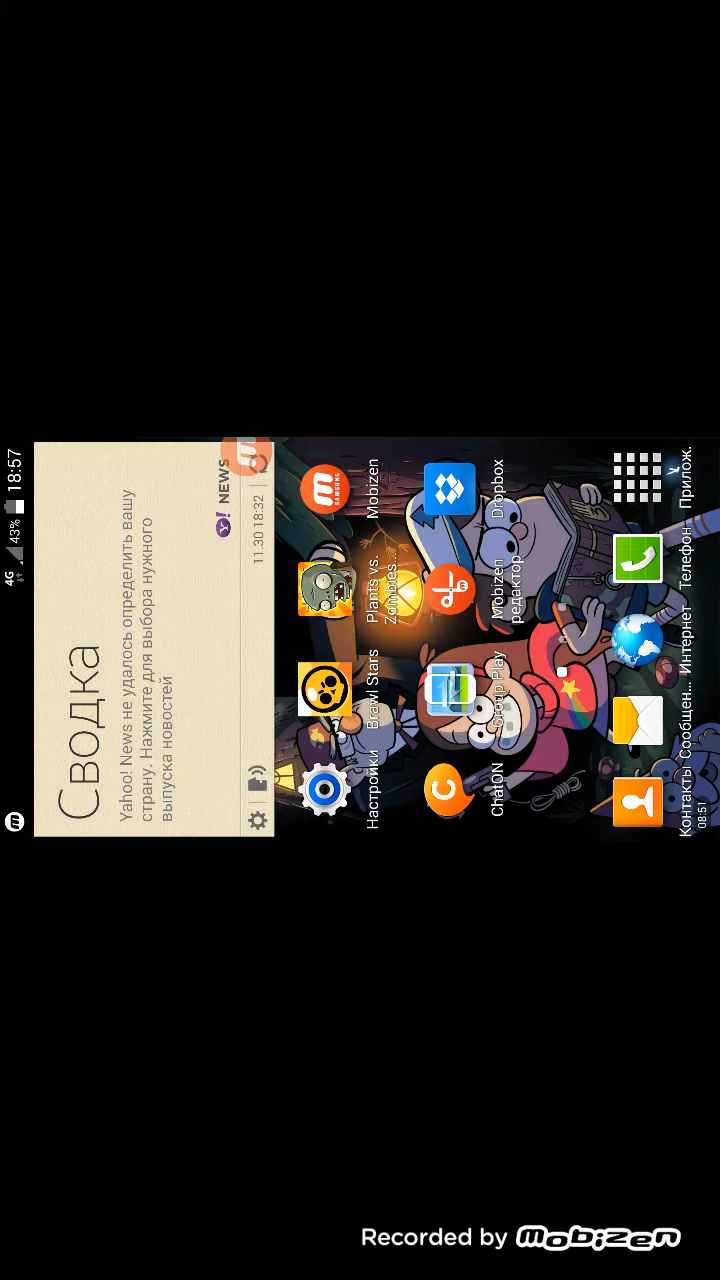 4G 43% 18:57
Сводка
Yahoo! News не удалось определить вашу
страну. Нажмите для выбора нужного
выпуска новостей
Y! NEWS
11.30 18:32
Настройки
Brawl Stars
Plants vs.
Zombies...
Mobizen
SAMSUNG
ChatON
Group Play
Mobizen
редактор
Dropbox
Контакты
Сообщен...
Интернет
Телефон
Прилож.
08:51
Recorded by mobizen